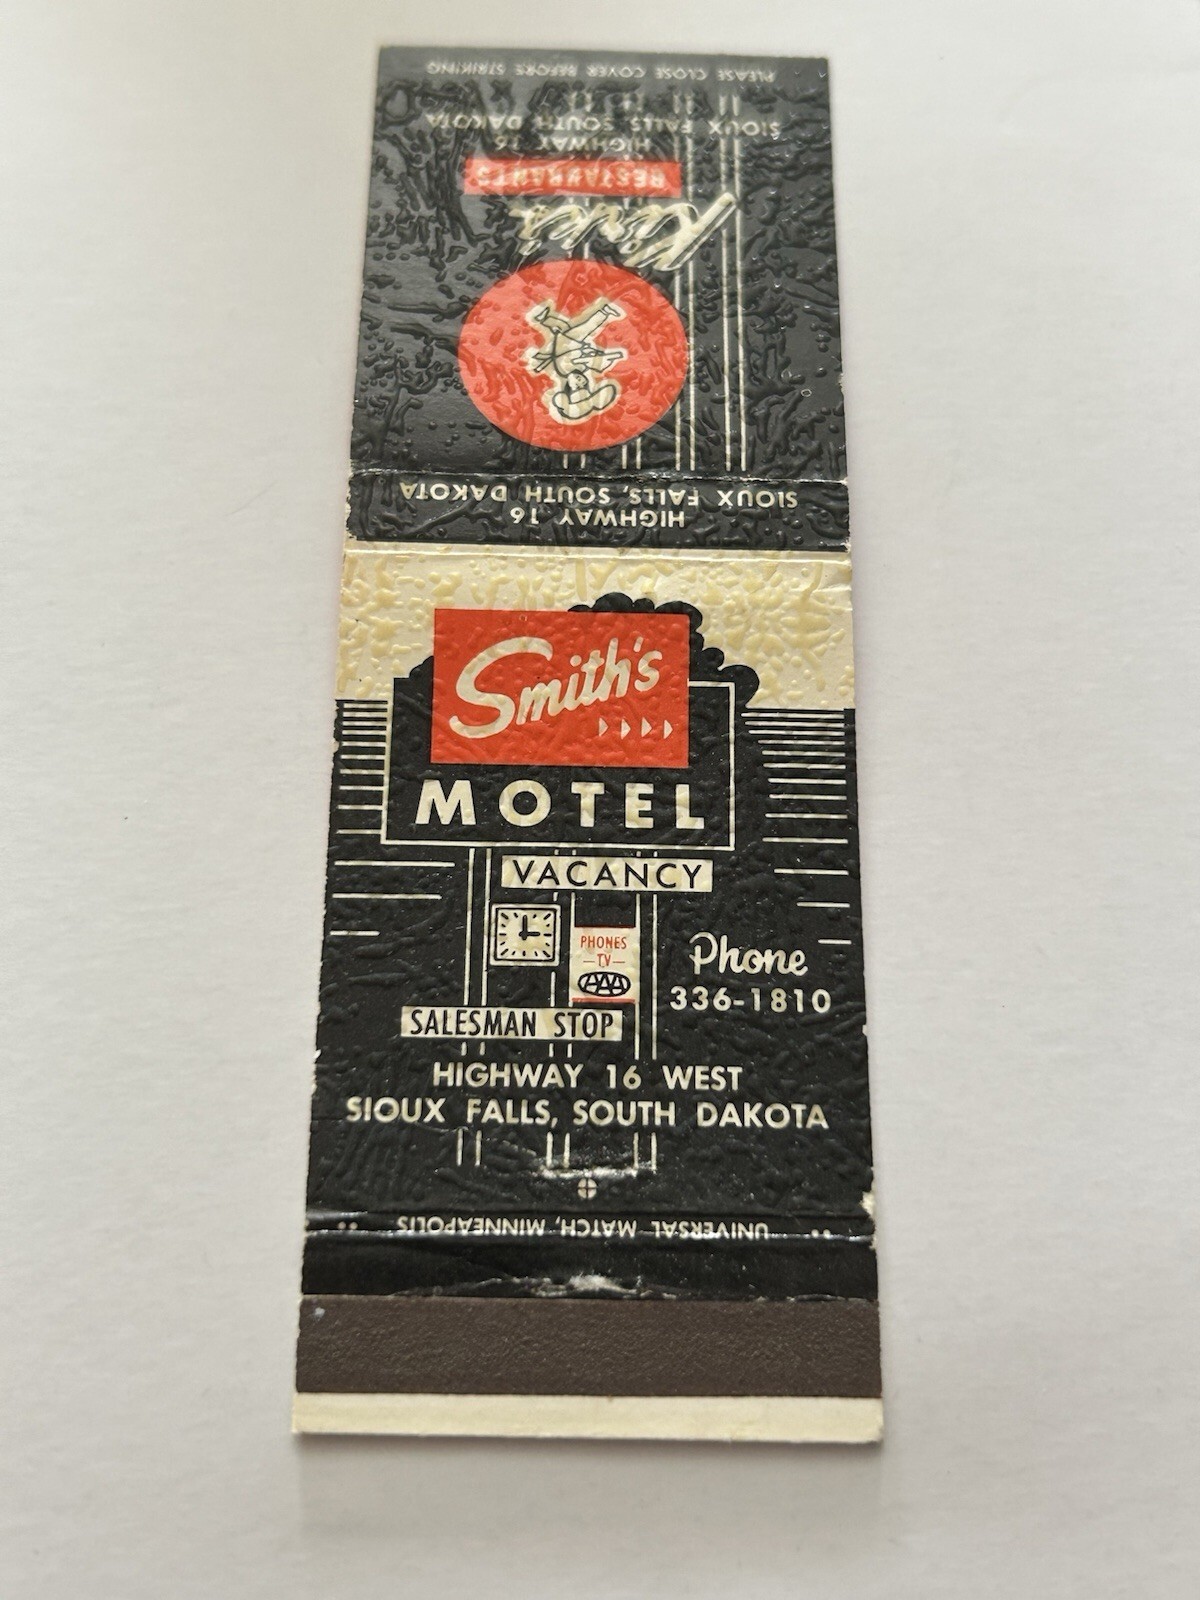 PLEASE CLOSE COVER BEFORE STRIKING
SIOUX FALLS, SOUTH DAKOTA
HIGHWAY 16
RESTAURANTS
Kirk's
SIOUX FALLS, SOUTH DAKOTA
HIGHWAY 16
Smith's
MOTEL
VACANCY
PHONES
-TV-
AAA
Phone
336-1810
SALESMAN STOP
HIGHWAY 16 WEST
SIOUX FALLS, SOUTH DAKOTA
UNIVERSAL MATCH, MINNEAPOLIS